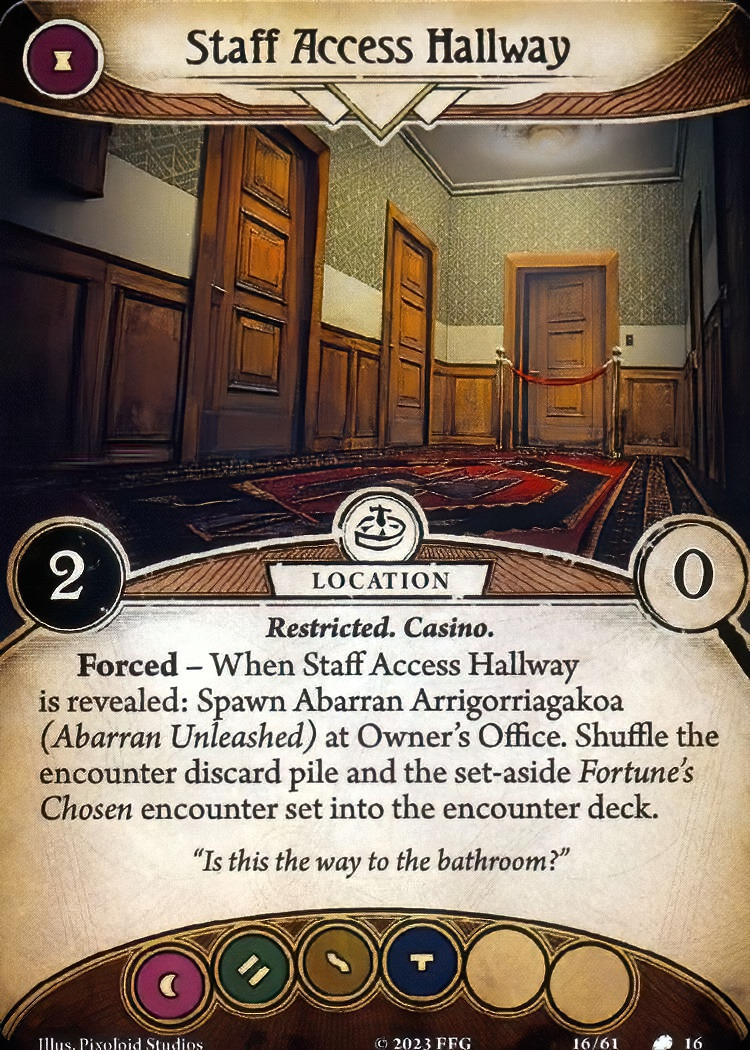 Staff Access Hallway
2
LOCATION
0
Restricted. Casino.
Forced – When Staff Access Hallway
is revealed: Spawn Abarran Arrigorriagakoa
(Abarran Unleashed) at Owner's Office. Shuffle the
encounter discard pile and the set-aside Fortune's
Chosen encounter set into the encounter deck.
"Is this the way to the bathroom?"
Illus. Pixoloid Studios © 2023 FFG 16/61 16